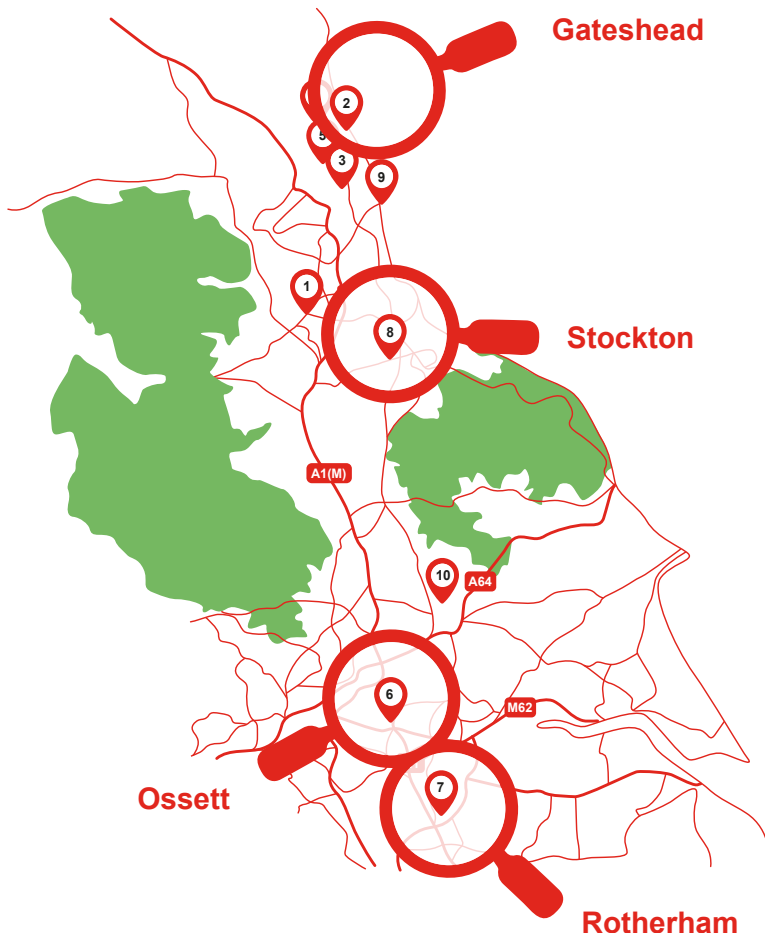 Gateshead
2
5
3
9
1
8
Stockton
A1(M)
10
A64
6
M62
Ossett
7
Rotherham